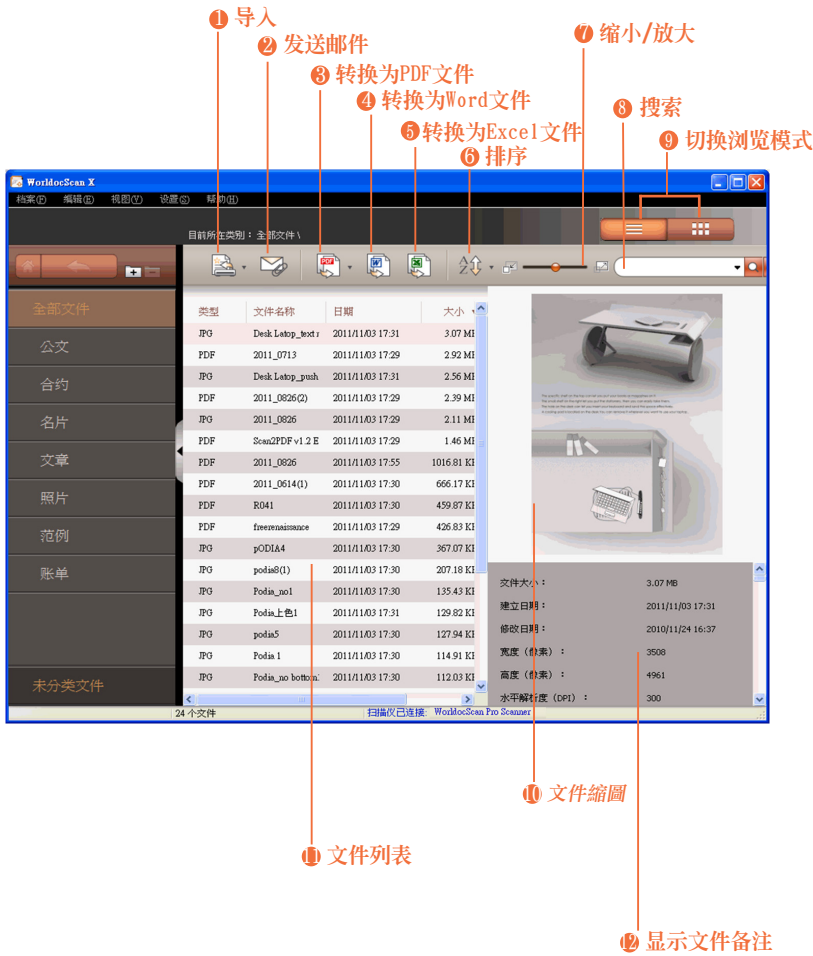 1 导入
2 发送邮件
3 转换为PDF文件
4 转换为Word文件
5 转换为Excel文件
6 排序
7 缩小/放大
8 搜索
9 切换浏览模式
WorldocScan X
档案(F) 编辑(E) 视图(V) 设置(S) 帮助(H)
目前所在类别： 全部文件 \
全部文件
公文
合约
名片
文章
照片
范例
账单
未分类文件
类型 文件名称 日期 大小
JPG Desk Latop_text r 2011/11/03 17:31 3.07 MB
PDF 2011_0713 2011/11/03 17:29 2.92 MB
JPG Desk Latop_push 2011/11/03 17:31 2.56 MB
PDF 2011_0826(2) 2011/11/03 17:29 2.39 MB
JPG 2011_0826 2011/11/03 17:29 2.11 MB
PDF Scan2PDF v1.2 E 2011/11/03 17:29 1.46 MB
PDF 2011_0826 2011/11/03 17:55 1016.81 KB
PDF 2011_0614(1) 2011/11/03 17:30 666.17 KB
PDF R041 2011/11/03 17:30 459.87 KB
PDF freerenaissance 2011/11/03 17:29 426.83 KB
JPG pODIA4 2011/11/03 17:30 367.07 KB
JPG podia8(1) 2011/11/03 17:30 207.18 KB
JPG Podia_no1 2011/11/03 17:30 135.43 KB
JPG Podia上色1 2011/11/03 17:31 129.82 KB
JPG podia5 2011/11/03 17:30 127.94 KB
JPG Podia 1 2011/11/03 17:30 114.91 KB
JPG Podia_no bottom 2011/11/03 17:30 112.03 KB
文件大小： 3.07 MB
建立日期： 2011/11/03 17:31
修改日期： 2010/11/24 16:37
宽度（像素）： 3508
高度（像素）： 4961
水平解析度（DPI）： 300
24 个文件
扫描仪已连接: WorldocScan Pro Scanner
10 文件縮圖
11 文件列表
12 显示文件备注